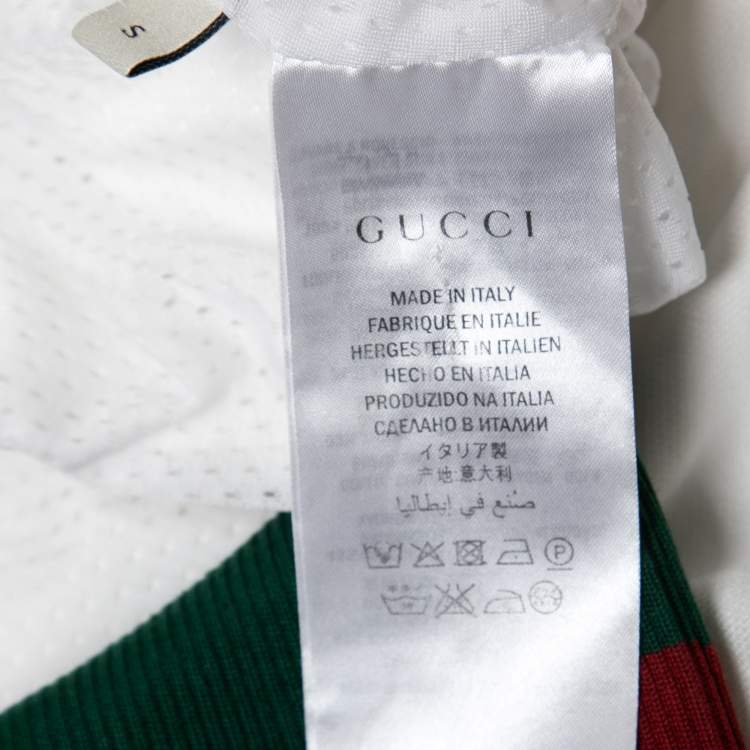 S
GUCCI
MADE IN ITALY
FABRIQUE EN ITALIE
HERGESTELLT IN ITALIEN
HECHO EN ITALIA
PRODUZIDO NA ITALIA
СДЕЛАНО В ИТАЛИИ
イタリア製
产地:意大利
صُنع في إيطاليا
P